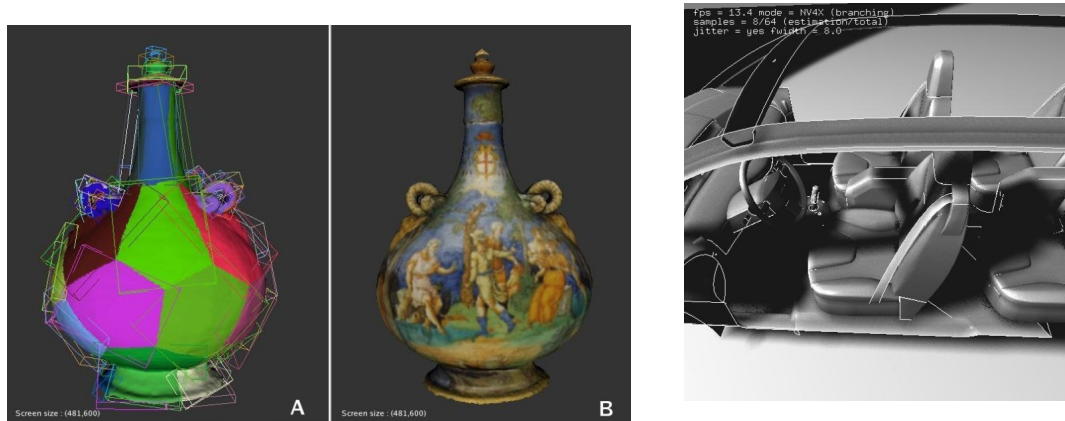 Screen size : (481,600)
A
Screen size : (481,600)
B
fps = 13.4 mode = NV4X (branching)
samples = 8/64 (estimation/total)
jitter = yes fwidth = 8.0